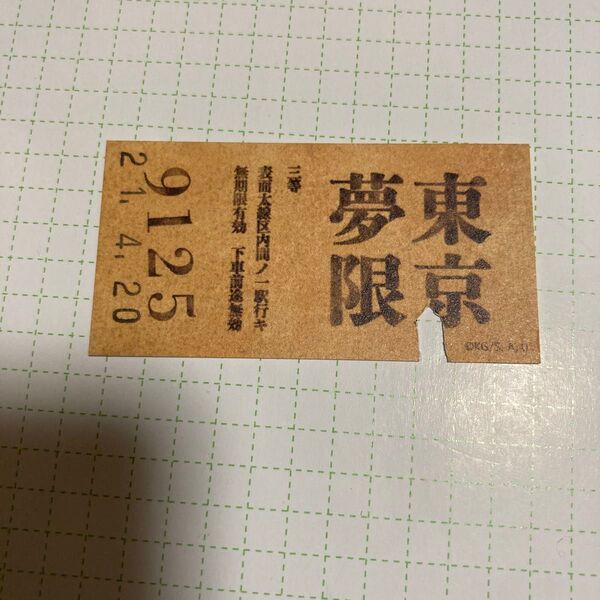 東京
夢限
三等
表面太線区内間ノ一駅行キ
無期限有効 下車前途無効
9125
21.4.20
©KG/S, A, U